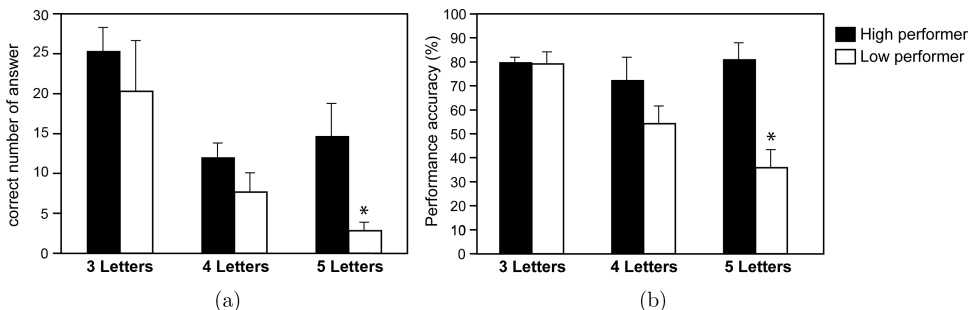 30
25
20
15
10
5
0
correct number of answer
*
3 Letters 4 Letters 5 Letters
(a)
100
90
80
70
60
50
40
30
20
10
0
Performance accuracy (%)
*
3 Letters 4 Letters 5 Letters
(b)
High performer
Low performer